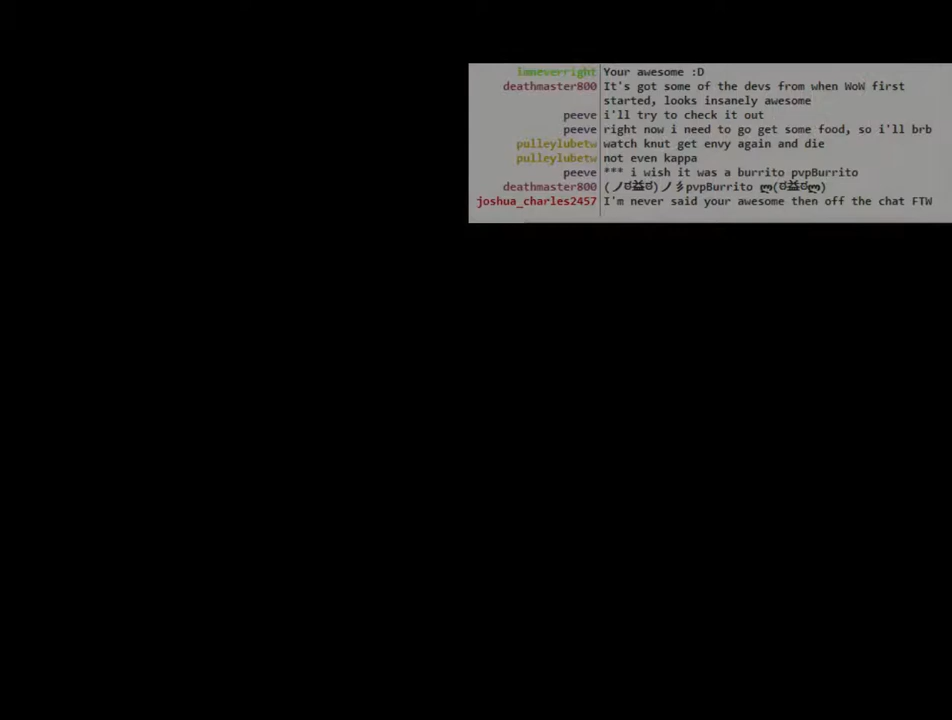 Imneverright Your awesome :D
deathmaster800 It's got some of the devs from when WoW first
started, looks insanely awesome
peeve i'll try to check it out
peeve right now i need to go get some food, so i'll brb
pulleylubetw watch knut get envy again and die
pulleylubetw not even kappa
peeve *** i wish it was a burrito pvpBurrito
deathmaster800 (ノಠ益ಠ)ノ彡pvpBurrito ლ(ಠ益ಠლ)
joshua_charles2457 I'm never said your awesome then off the chat FTW